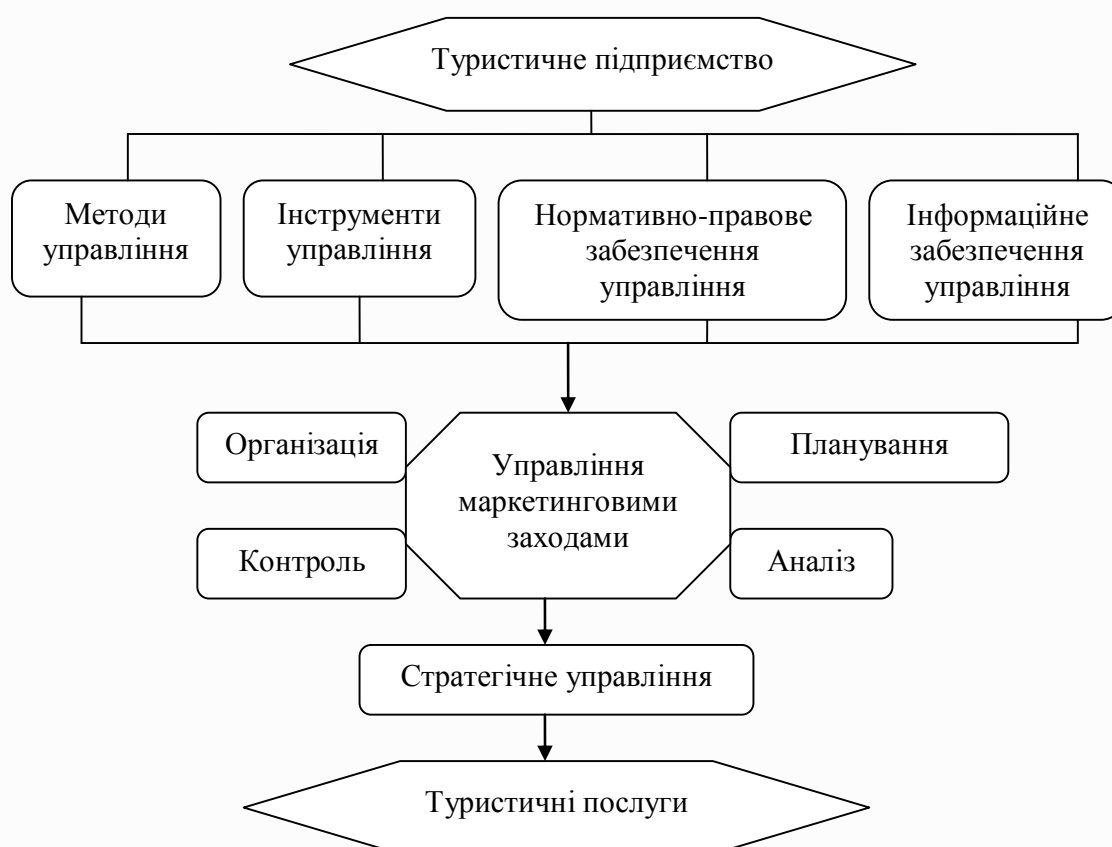 Туристичне підприємство
Методи
управління
Інструменти
управління
Нормативно-правове
забезпечення
управління
Інформаційне
забезпечення
управління
Організація
Планування
Управління
маркетинговими
заходами
Контроль
Аналіз
Стратегічне управління
Туристичні послуги